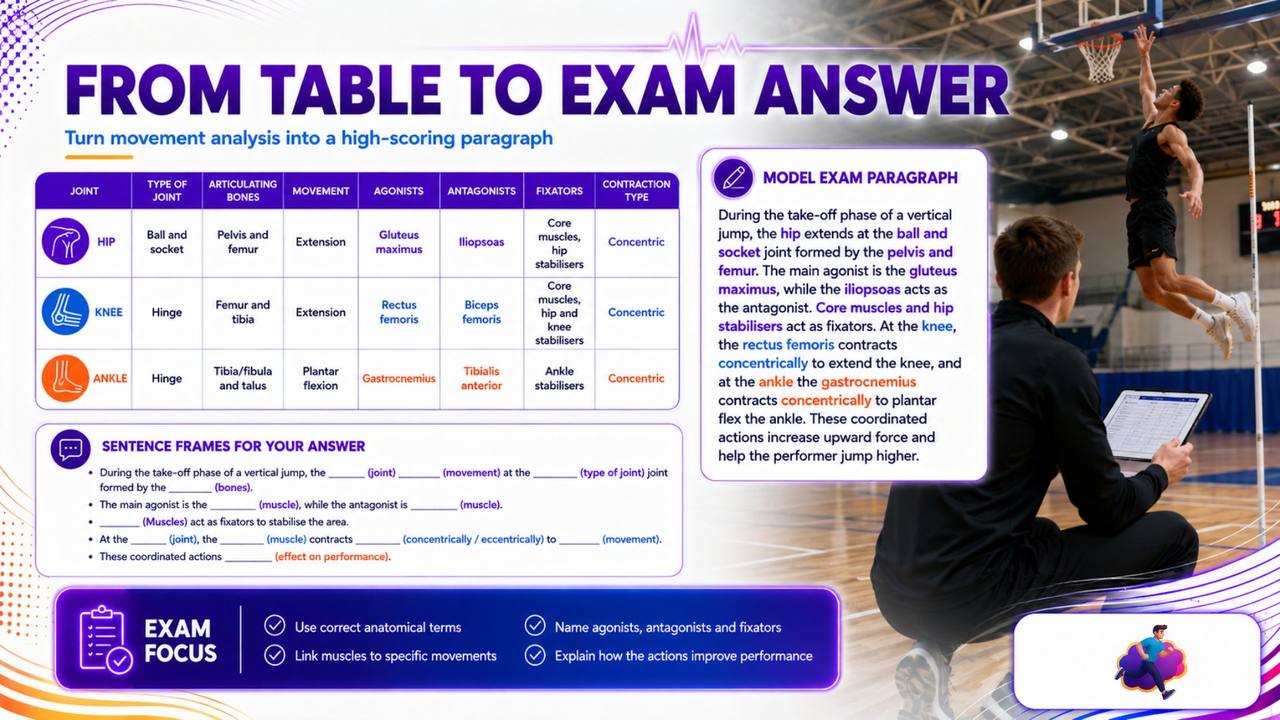 FROM TABLE TO EXAM ANSWER
Turn movement analysis into a high-scoring paragraph
JOINT
TYPE OF
JOINT
ARTICULATING
BONES
MOVEMENT
AGONISTS
ANTAGONISTS
FIXATORS
CONTRACTION
TYPE
HIP
Ball and
socket
Pelvis and
femur
Extension
Gluteus
maximus
Iliopsoas
Core
muscles,
hip
stabilisers
Concentric
KNEE
Hinge
Femur and
tibia
Extension
Rectus
femoris
Biceps
femoris
Core
muscles,
hip and
knee
stabilisers
Concentric
ANKLE
Hinge
Tibia/fibula
and talus
Plantar
flexion
Gastrocnemius
Tibialis
anterior
Ankle
stabilisers
Concentric
SENTENCE FRAMES FOR YOUR ANSWER
• During the take-off phase of a vertical jump, the ______ (joint) ______ (movement) at the ______ (type of joint) joint
formed by the ______ (bones).
• The main agonist is the ______ (muscle), while the antagonist is ______ (muscle).
• ______ (Muscles) act as fixators to stabilise the area.
• At the ______ (joint), the ______ (muscle) contracts ______ (concentrically / eccentrically) to ______ (movement).
• These coordinated actions ______ (effect on performance).
MODEL EXAM PARAGRAPH
During the take-off phase of a vertical
jump, the hip extends at the ball and
socket joint formed by the pelvis and
femur. The main agonist is the gluteus
maximus, while the iliopsoas acts as
the antagonist. Core muscles and hip
stabilisers act as fixators. At the knee,
the rectus femoris contracts
concentrically to extend the knee, and
at the ankle the gastrocnemius
contracts concentrically to plantar
flex the ankle. These coordinated
actions increase upward force and
help the performer jump higher.
EXAM
FOCUS
Use correct anatomical terms
Link muscles to specific movements
Name agonists, antagonists and fixators
Explain how the actions improve performance